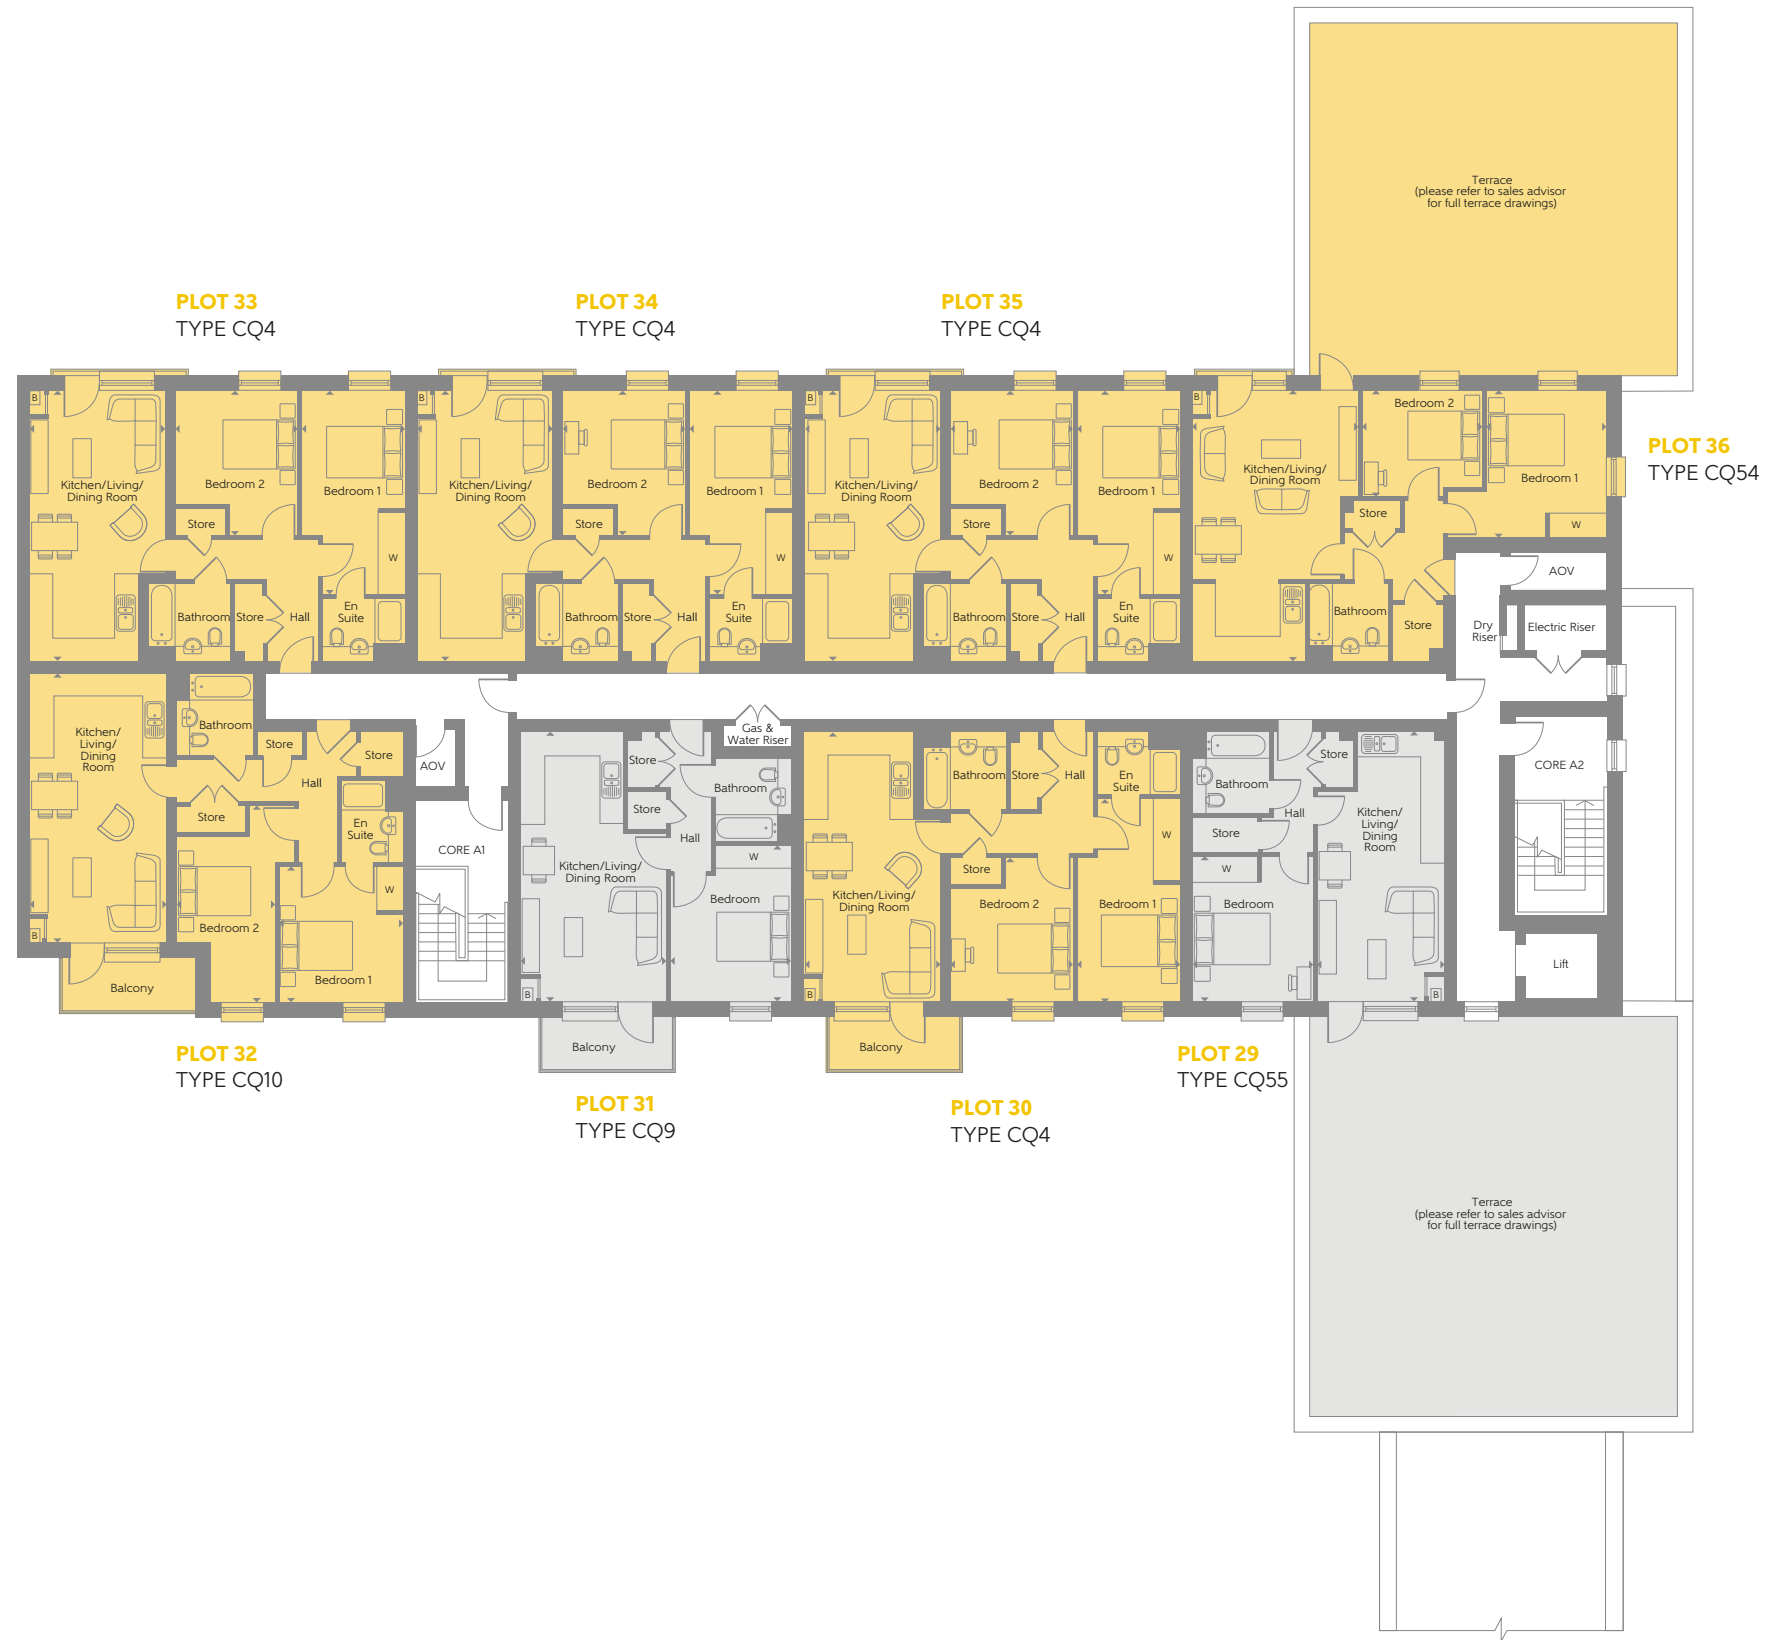 Terrace
(please refer to sales advisor
for full terrace drawings)
PLOT 33
TYPE CQ4
PLOT 34
TYPE CQ4
PLOT 35
TYPE CQ4
PLOT 36
TYPE CQ54
B
Kitchen/Living/
Dining Room
Bedroom 2
Bedroom 1
Store
W
Bathroom
Store
Hall
En
Suite
B
Kitchen/Living/
Dining Room
Bedroom 2
Bedroom 1
Store
W
Bathroom
Store
Hall
En
Suite
B
Kitchen/Living/
Dining Room
Bedroom 2
Bedroom 1
Store
W
Bathroom
Store
Hall
En
Suite
B
Kitchen/Living/
Dining Room
Bedroom 2
Bedroom 1
Store
W
Bathroom
Store
AOV
Dry
Riser
Electric Riser
Kitchen/
Living/
Dining
Room
Bathroom
Store
Store
Hall
Store
En
Suite
W
Bedroom 2
Bedroom 1
B
Balcony
AOV
CORE A1
Gas &
Water Riser
Store
Bathroom
Store
Hall
W
Kitchen/Living/
Dining Room
Bedroom
B
Balcony
Bathroom
Store
Hall
En
Suite
W
Store
Kitchen/Living/
Dining Room
Bedroom 2
Bedroom 1
B
Balcony
Bathroom
Store
Hall
Store
W
Bedroom
Kitchen/
Living/
Dining
Room
B
CORE A2
Lift
PLOT 32
TYPE CQ10
PLOT 31
TYPE CQ9
PLOT 30
TYPE CQ4
PLOT 29
TYPE CQ55
Terrace
(please refer to sales advisor
for full terrace drawings)